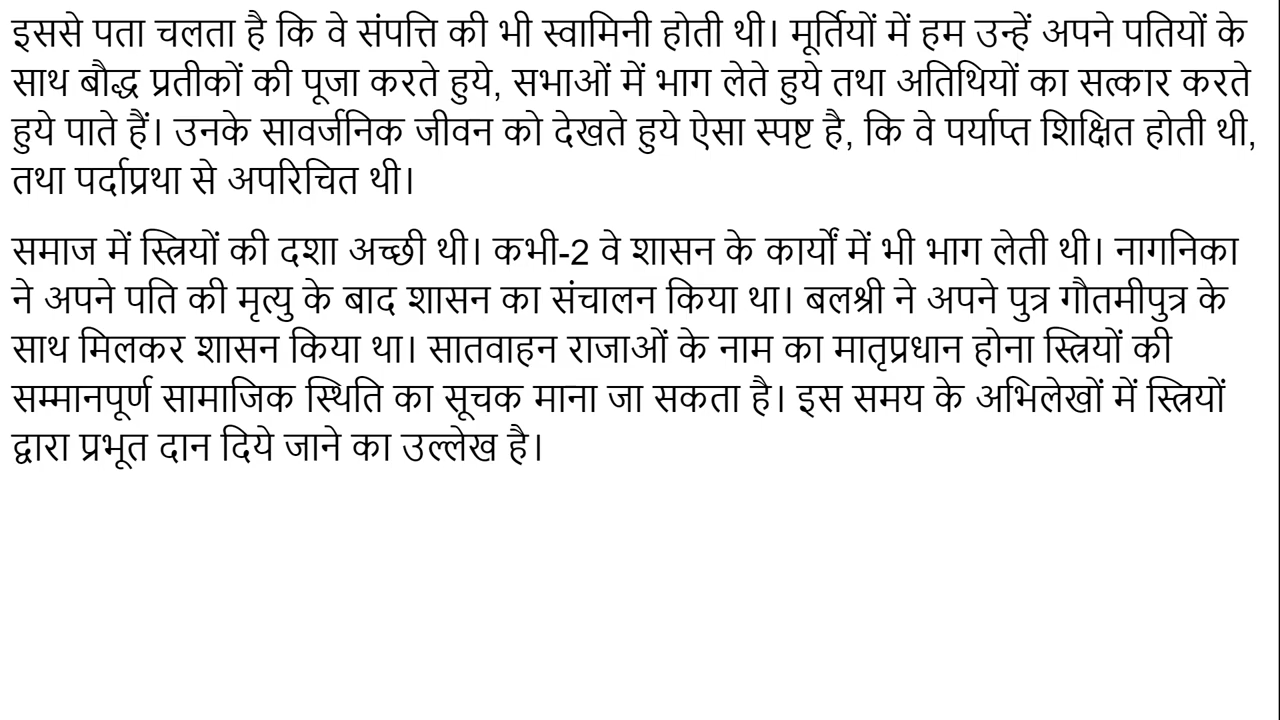 इससे पता चलता है कि वे संपत्ति की भी स्वामिनी होती थी। मूर्तियों में हम उन्हें अपने पतियों के
साथ बौद्ध प्रतीकों की पूजा करते हुये, सभाओं में भाग लेते हुये तथा अतिथियों का सत्कार करते
हुये पाते हैं। उनके सावर्जनिक जीवन को देखते हुये ऐसा स्पष्ट है, कि वे पर्याप्त शिक्षित होती थी,
तथा पर्दाप्रथा से अपरिचित थी।
समाज में स्त्रियों की दशा अच्छी थी। कभी-2 वे शासन के कार्यों में भी भाग लेती थी। नागनिका
ने अपने पति की मृत्यु के बाद शासन का संचालन किया था। बलश्री ने अपने पुत्र गौतमीपुत्र के
साथ मिलकर शासन किया था। सातवाहन राजाओं के नाम का मातृप्रधान होना स्त्रियों की
सम्मानपूर्ण सामाजिक स्थिति का सूचक माना जा सकता है। इस समय के अभिलेखों में स्त्रियों
द्वारा प्रभूत दान दिये जाने का उल्लेख है।